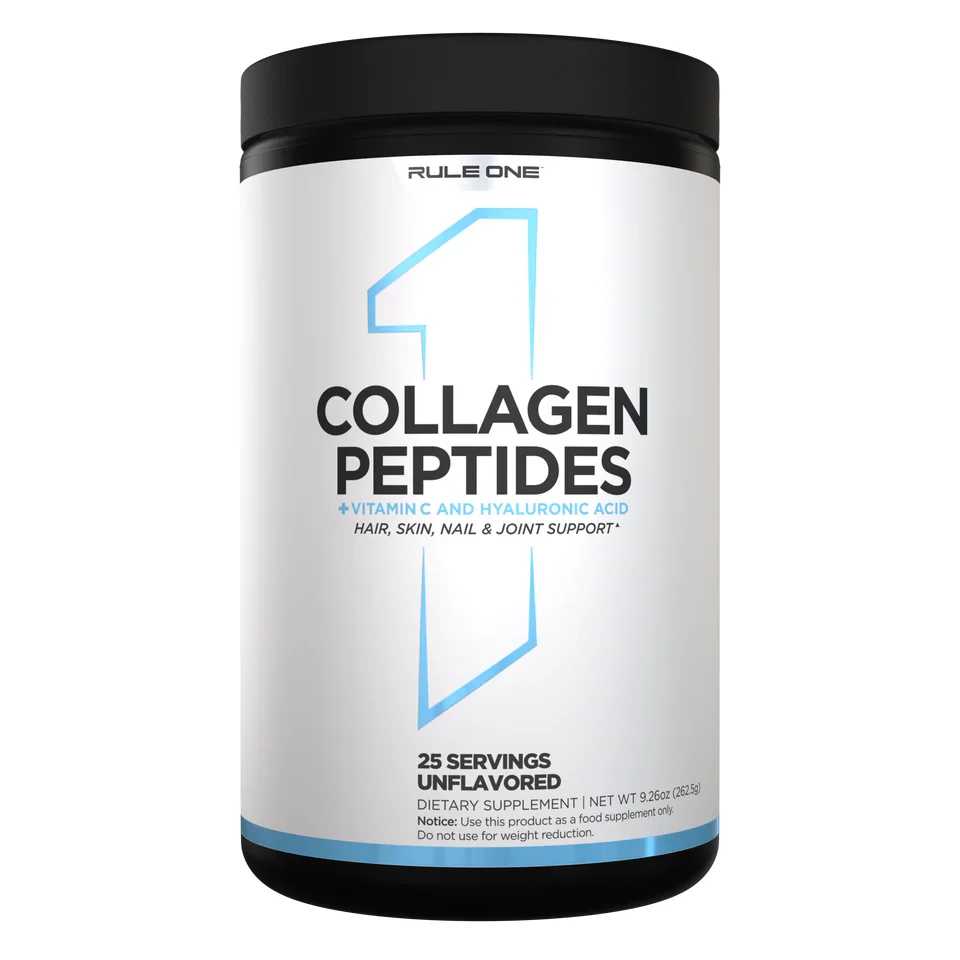 RULE ONE™
COLLAGEN
PEPTIDES
+VITAMIN C AND HYALURONIC ACID
HAIR, SKIN, NAIL & JOINT SUPPORT▲
25 SERVINGS
UNFLAVORED
DIETARY SUPPLEMENT | NET WT 9.26oz (262.5g)
Notice: Use this product as a food supplement only.
Do not use for weight reduction.